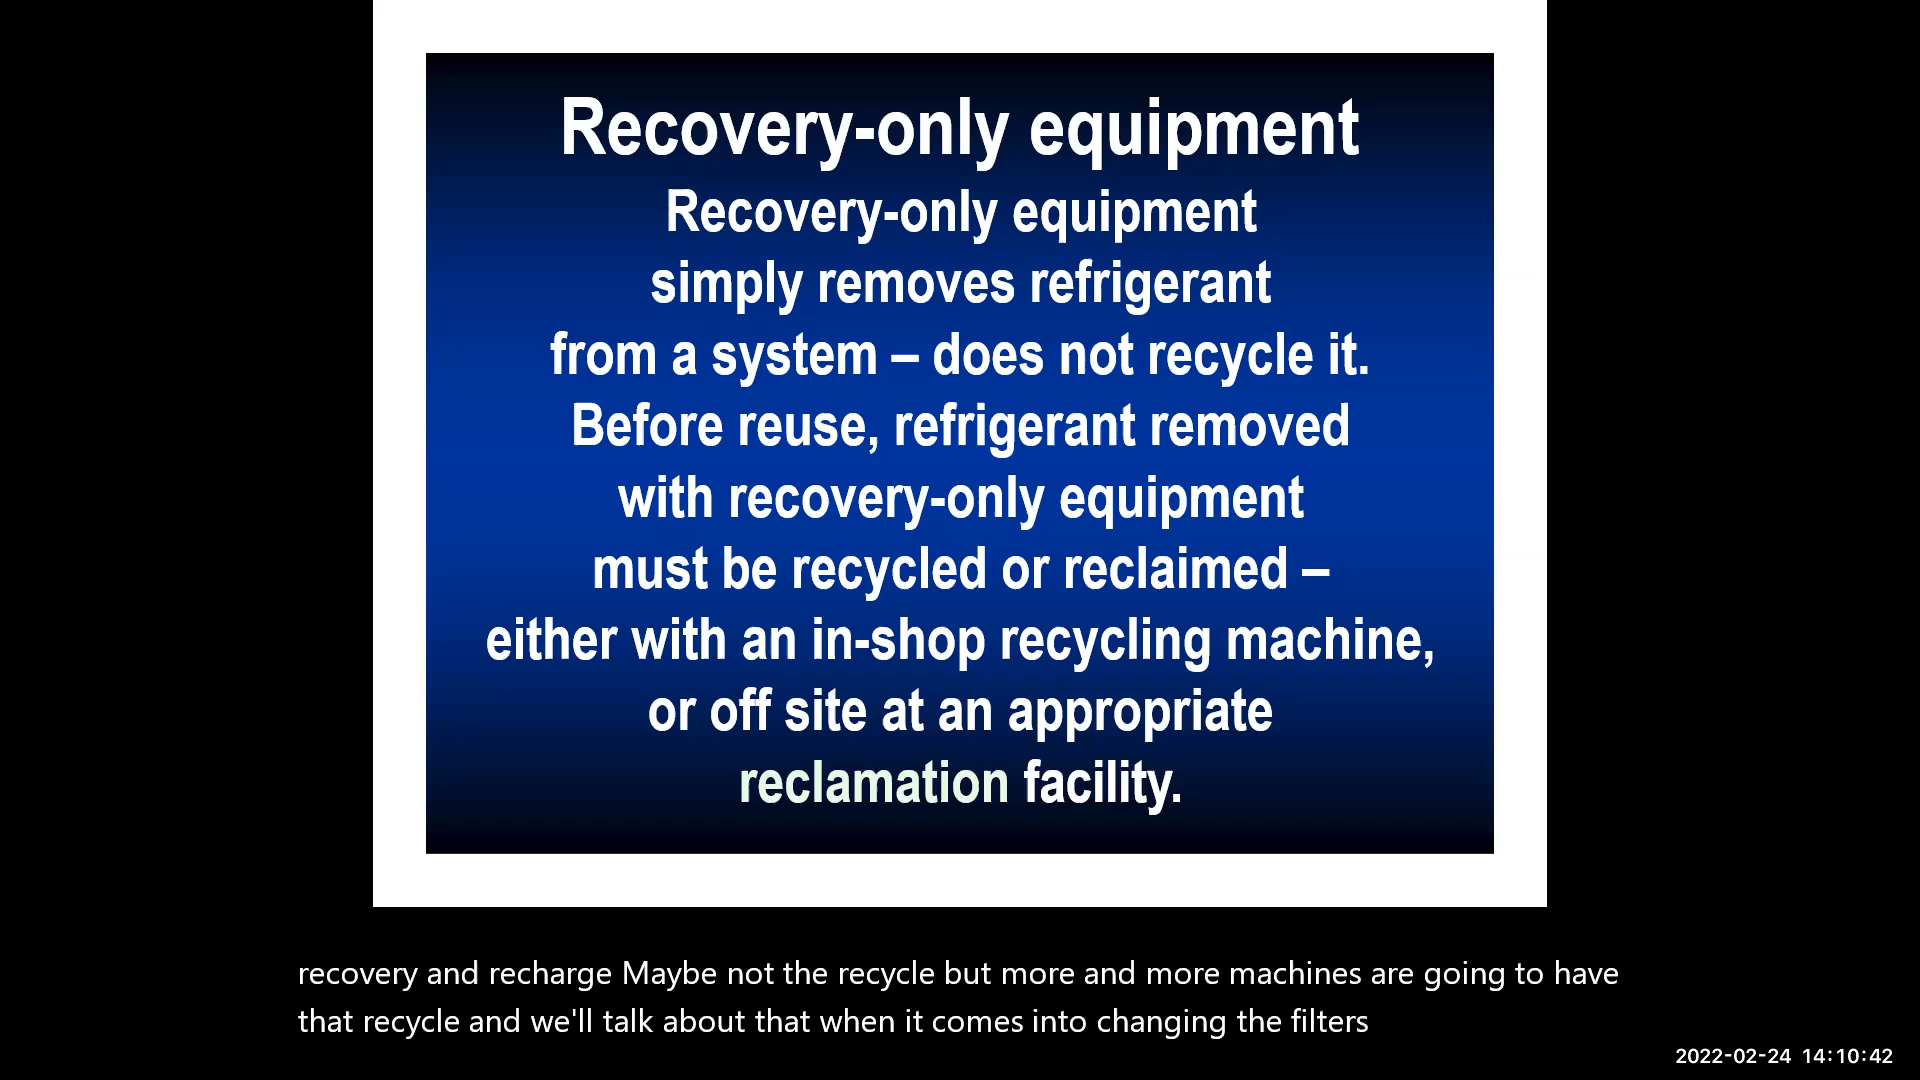 Recovery-only equipment
Recovery-only equipment
simply removes refrigerant
from a system – does not recycle it.
Before reuse, refrigerant removed
with recovery-only equipment
must be recycled or reclaimed –
either with an in-shop recycling machine,
or off site at an appropriate
reclamation facility.
recovery and recharge Maybe not the recycle but more and more machines are going to have
that recycle and we'll talk about that when it comes into changing the filters
2022-02-24 14:10:42